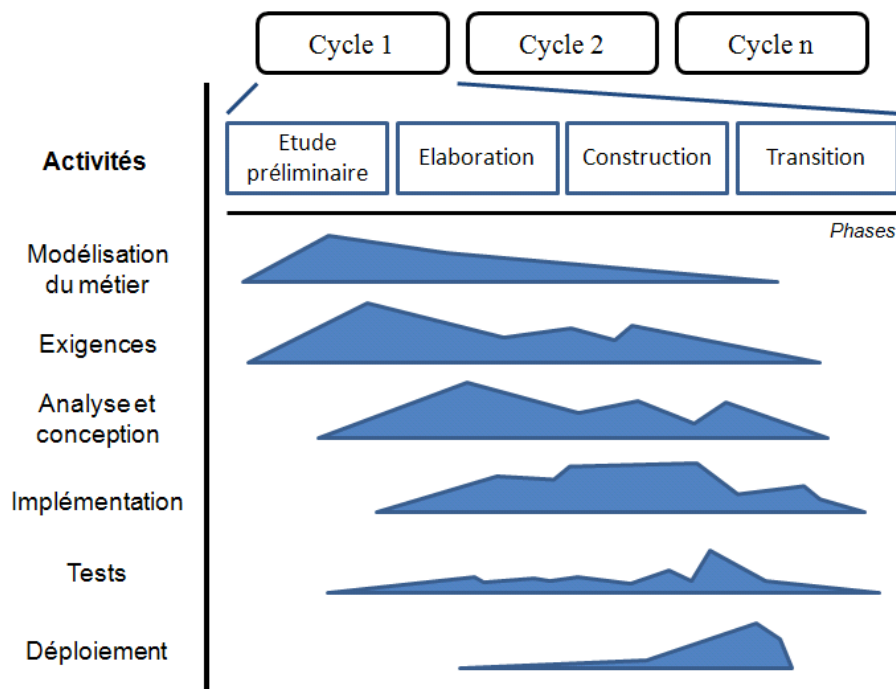 Cycle 1
Cycle 2
Cycle n
Activités
Etude
préliminaire
Elaboration
Construction
Transition
Phases
Modélisation
du métier
Exigences
Analyse et
conception
Implémentation
Tests
Déploiement